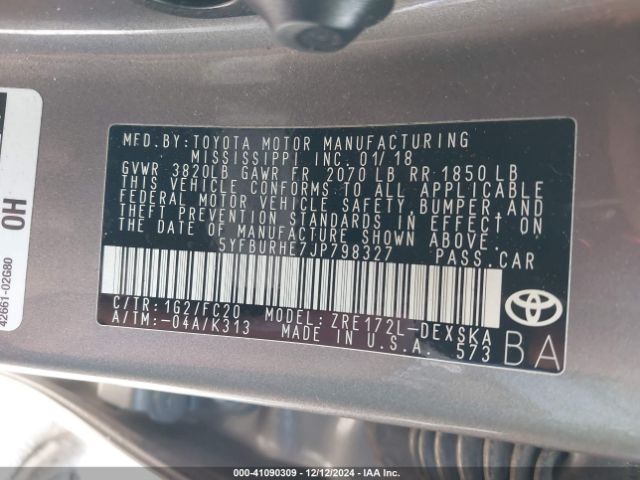 MFD.BY:TOYOTA MOTOR MANUFACTURING
MISSISSIPPI INC. 01/18
GVWR 3820LB GAWR FR 2070 LB RR 1850 LB
THIS VEHICLE CONFORMS TO ALL APPLICABLE
FEDERAL MOTOR VEHICLE SAFETY, BUMPER, AND
THEFT PREVENTION STANDARDS IN EFFECT ON
THE DATE OF MANUFACTURE SHOWN ABOVE.
5YFBURHE7JP798327 PASS.CAR
C/TR:1G2/FC20 MODEL:ZRE172L-DEXSKA
A/TM:-04A/K313 MADE IN U.S.A. 573
BA
42661-02G80
OH
000-41090309 - 12/12/2024 - IAA Inc.